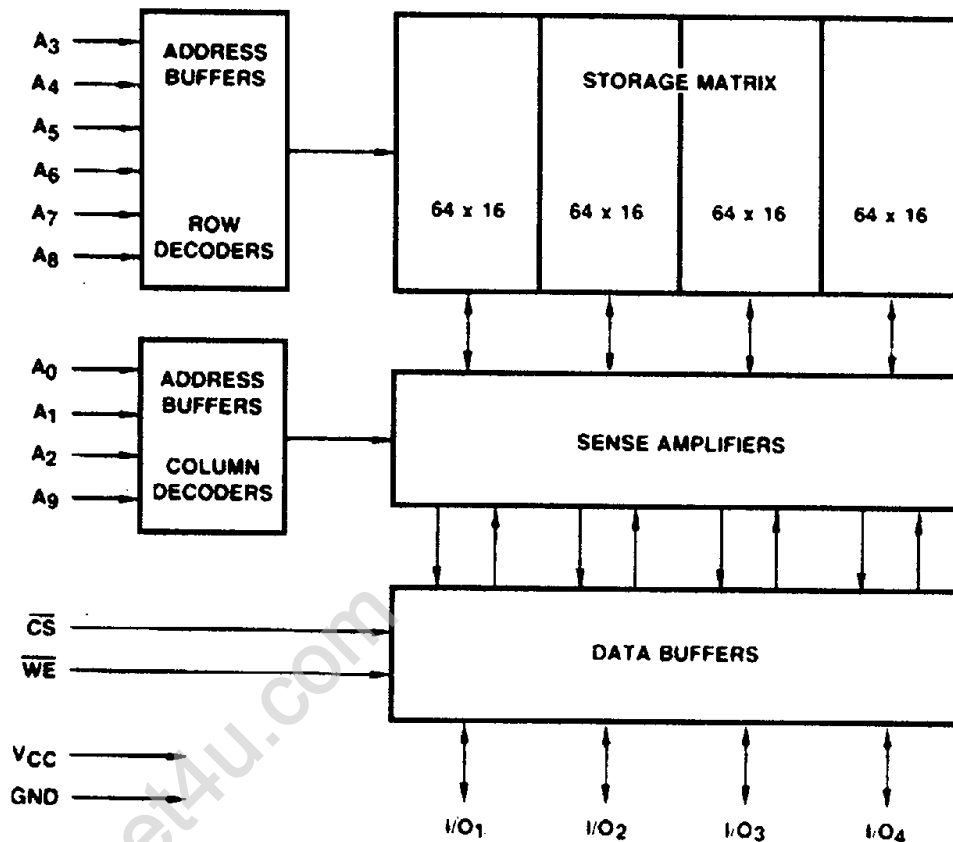 A3
A4
A5
A6
A7
A8
ADDRESS
BUFFERS
ROW
DECODERS
STORAGE MATRIX
64 x 16
64 x 16
64 x 16
64 x 16
A0
A1
A2
A9
ADDRESS
BUFFERS
COLUMN
DECODERS
SENSE AMPLIFIERS
C̅S̅
W̅E̅
DATA BUFFERS
VCC
GND
I/O1
I/O2
I/O3
I/O4
et4u.com